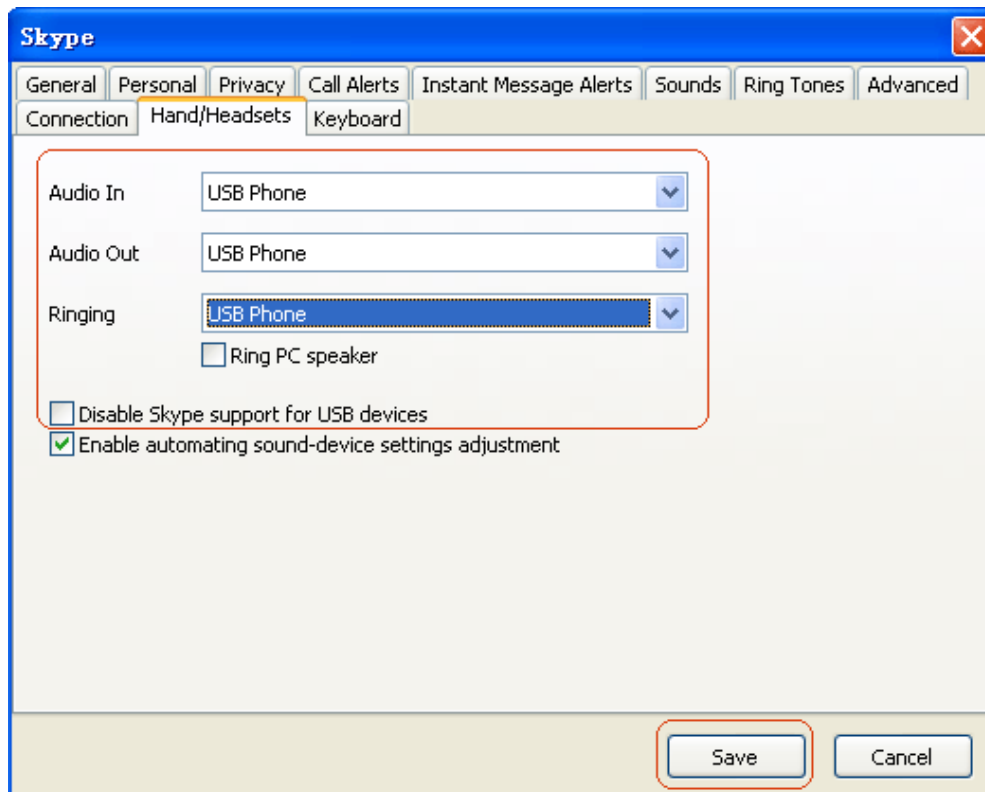 Skype
General Personal Privacy Call Alerts Instant Message Alerts Sounds Ring Tones Advanced
Connection Hand/Headsets Keyboard
Audio In USB Phone
Audio Out USB Phone
Ringing USB Phone
Ring PC speaker
Disable Skype support for USB devices
Enable automating sound-device settings adjustment
Save Cancel